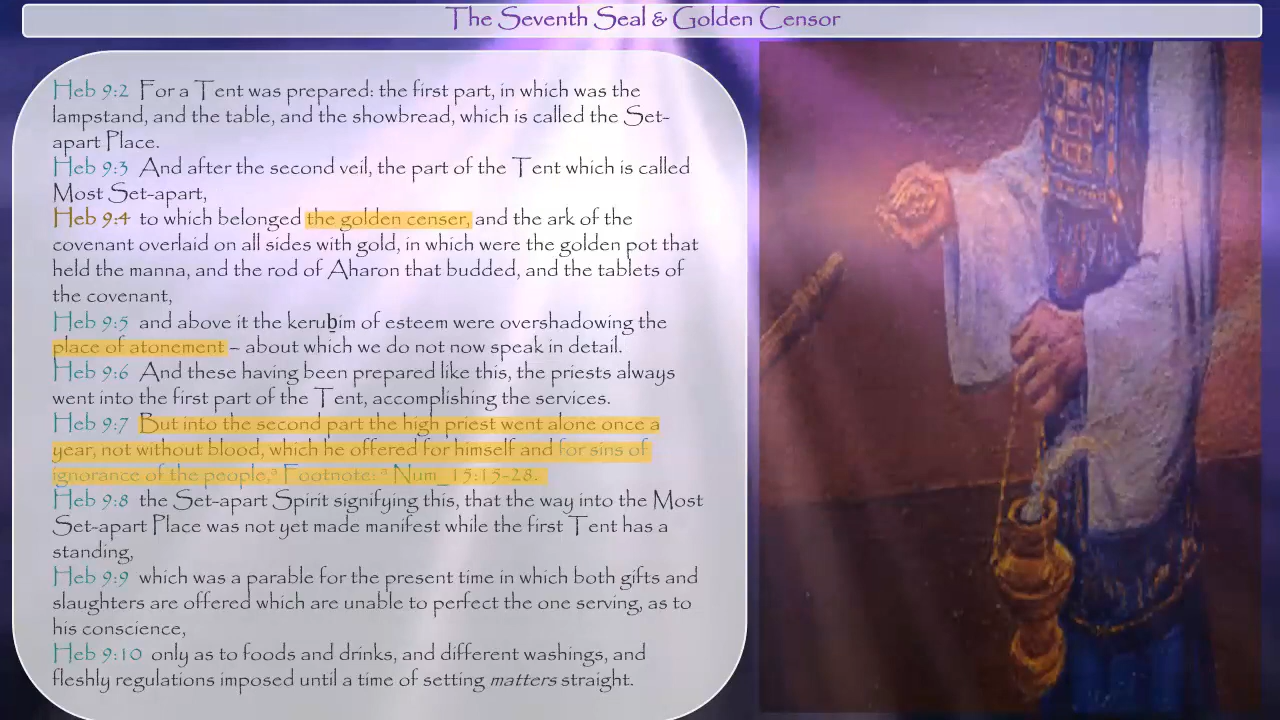 The Seventh Seal & Golden Censor
Heb 9:2 For a Tent was prepared: the first part, in which was the
lampstand, and the table, and the showbread, which is called the Set-
apart Place.
Heb 9:3 And after the second veil, the part of the Tent which is called
Most Set-apart,
Heb 9:4 to which belonged the golden censer, and the ark of the
covenant overlaid on all sides with gold, in which were the golden pot that
held the manna, and the rod of Aharon that budded, and the tablets of
the covenant,
Heb 9:5 and above it the keruḇim of esteem were overshadowing the
place of atonement – about which we do not now speak in detail.
Heb 9:6 And these having been prepared like this, the priests always
went into the first part of the Tent, accomplishing the services.
Heb 9:7 But into the second part the high priest went alone once a
year, not without blood, which he offered for himself and for sins of
ignorance of the people,ª Footnote: ª Num_15:15-28.
Heb 9:8 the Set-apart Spirit signifying this, that the way into the Most
Set-apart Place was not yet made manifest while the first Tent has a
standing,
Heb 9:9 which was a parable for the present time in which both gifts and
slaughters are offered which are unable to perfect the one serving, as to
his conscience,
Heb 9:10 only as to foods and drinks, and different washings, and
fleshly regulations imposed until a time of setting matters straight.